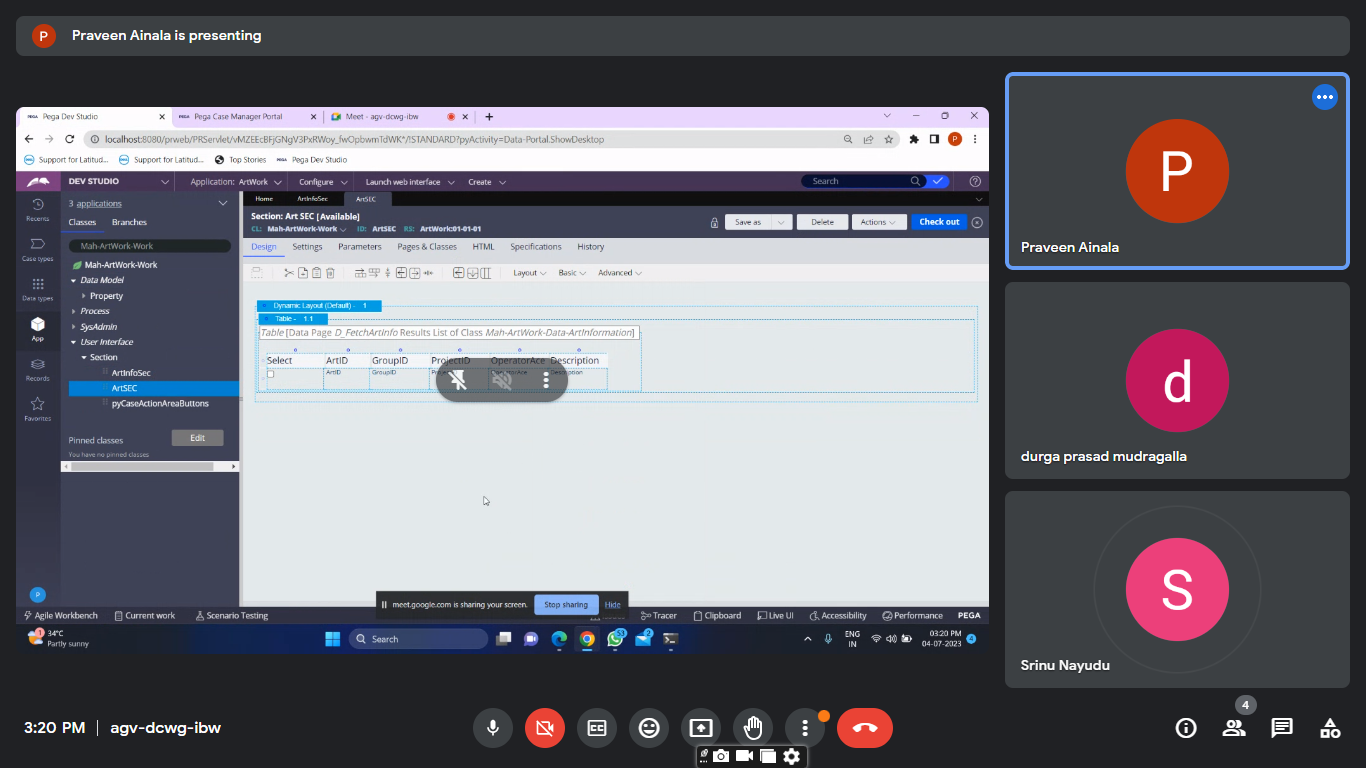 P Praveen Ainala is presenting
PEGA Pega Dev Studio
PEGA Pega Case Manager Portal
Meet - agv-dcwg-ibw
localhost:8080/prweb/PRServlet/vMZEEcBFjGNgV3PxRWoy_fwOpbwmTdWK*/!STANDARD?pyActivity=Data-Portal.ShowDesktop
P
Support for Latitud...
Support for Latitud...
Top Stories
PEGA Pega Dev Studio
DEV STUDIO
Application: ArtWork
Configure
Launch web interface
Create
Search
Recents
Case types
Data types
App
Records
Favorites
P
3 applications
Classes Branches
Mah-ArtWork-Work
Mah-ArtWork-Work
Data Model
Property
Process
SysAdmin
User Interface
Section
ArtInfoSec
ArtSEC
pyCaseActionAreaButtons
Pinned classes
Edit
You have no pinned classes
Home ArtInfoSec ArtSEC
Section: Art SEC [Available]
CL: Mah-ArtWork-Work ID: ArtSEC RS: ArtWork:01-01-01
Save as Delete Actions Check out
Design Settings Parameters Pages & Classes HTML Specifications History
Layout Basic Advanced
Dynamic Layout (Default) - 1
Table - 1.1
Table [Data Page D_FetchArtInfo Results List of Class Mah-ArtWork-Data-ArtInformation]
Select ArtID GroupID ProjectID OperatorAce Description
ArtID GroupID
meet.google.com is sharing your screen. Stop sharing Hide
Agile Workbench Current work Scenario Testing
Tracer Clipboard Live UI Accessibility Performance PEGA
1 34°C
Partly sunny
Search
51
2
ENG
IN
03:20 PM
04-07-2023
4
P
Praveen Ainala
d
durga prasad mudragalla
S
Srinu Nayudu
3:20 PM | agv-dcwg-ibw
CC
4